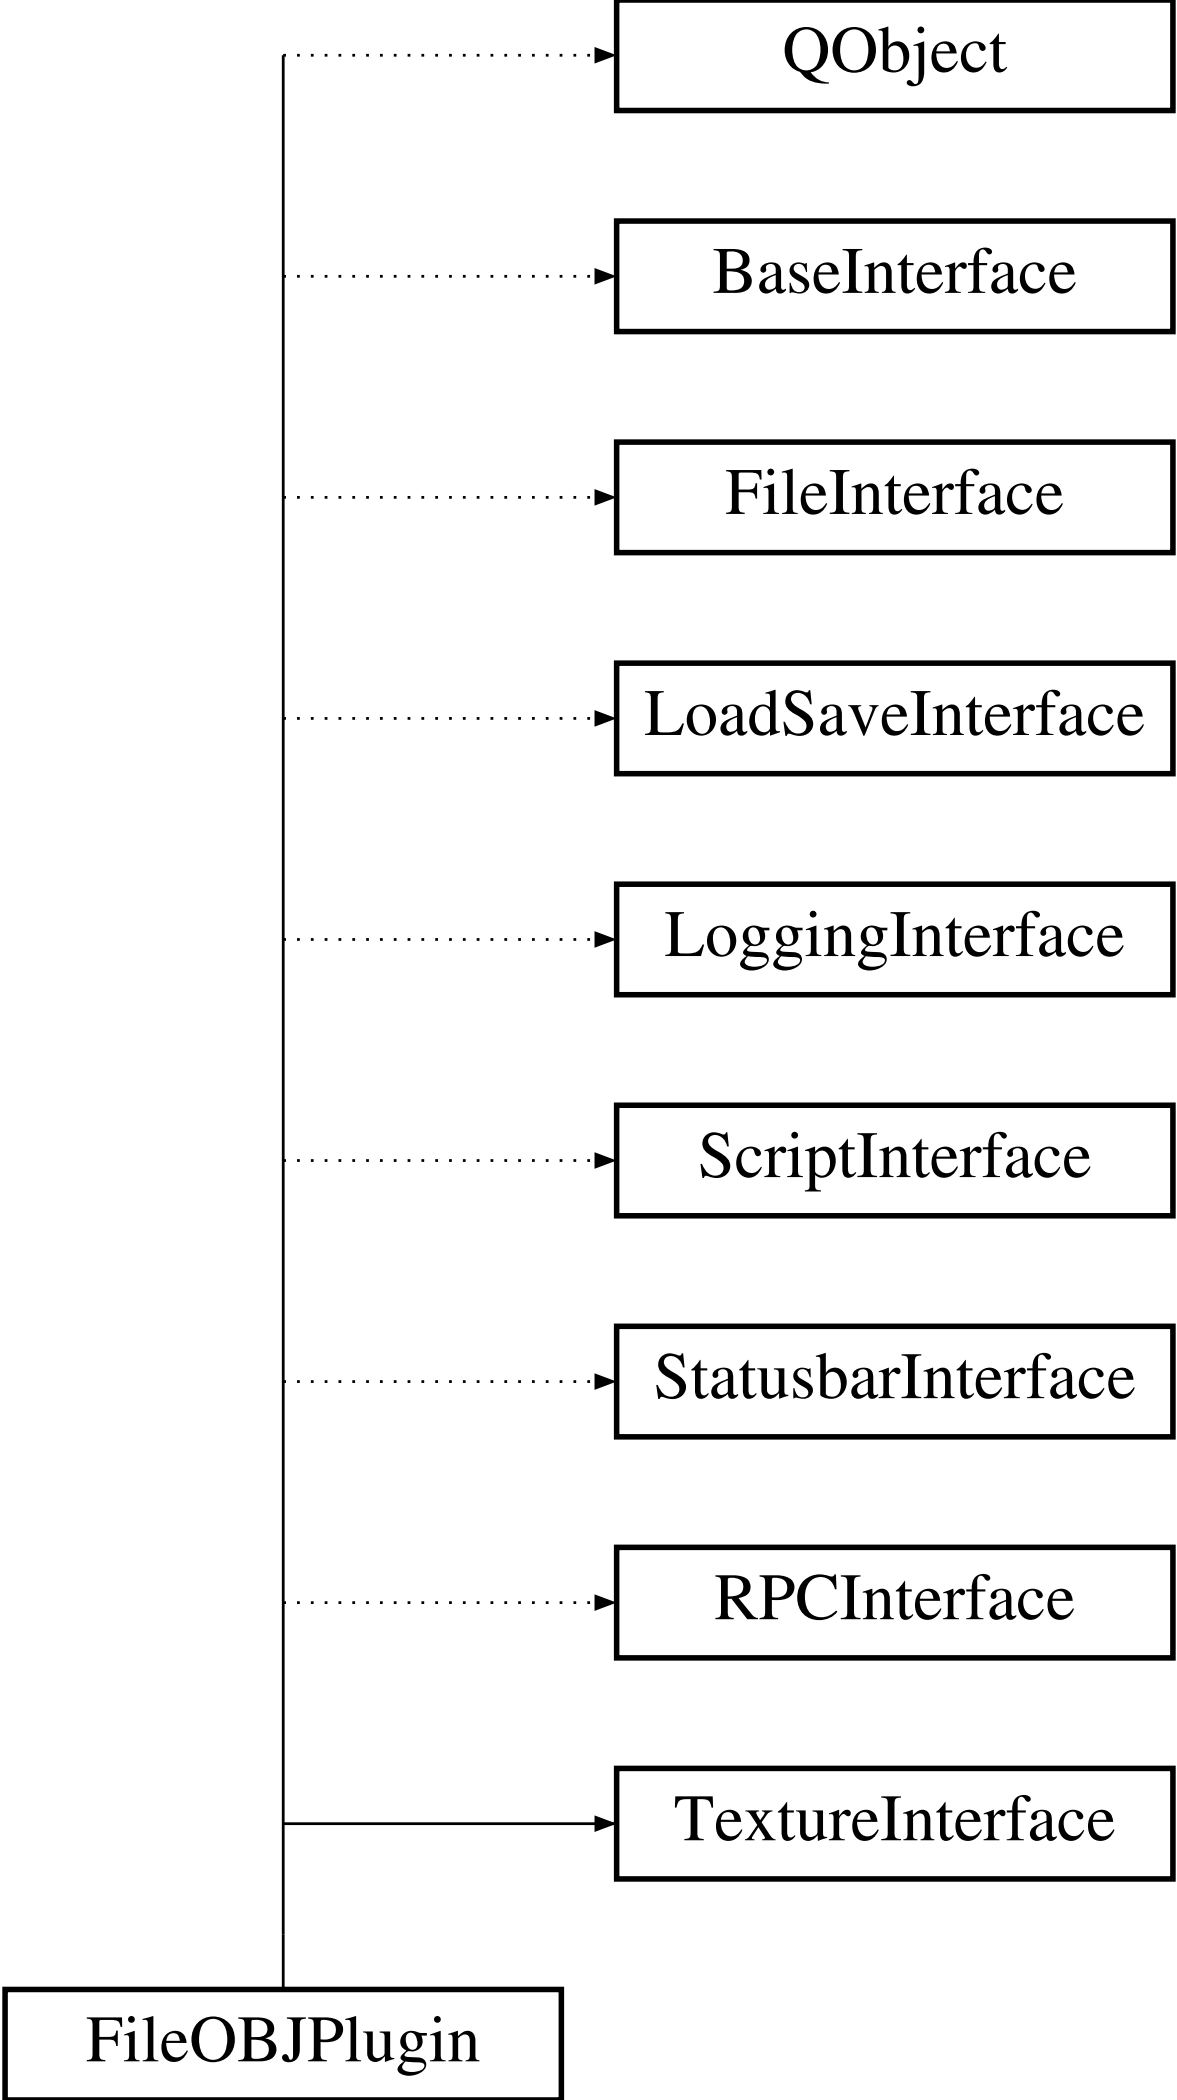 QObject
BaseInterface
FileInterface
LoadSaveInterface
LoggingInterface
ScriptInterface
StatusbarInterface
RPCInterface
TextureInterface
FileOBJPlugin